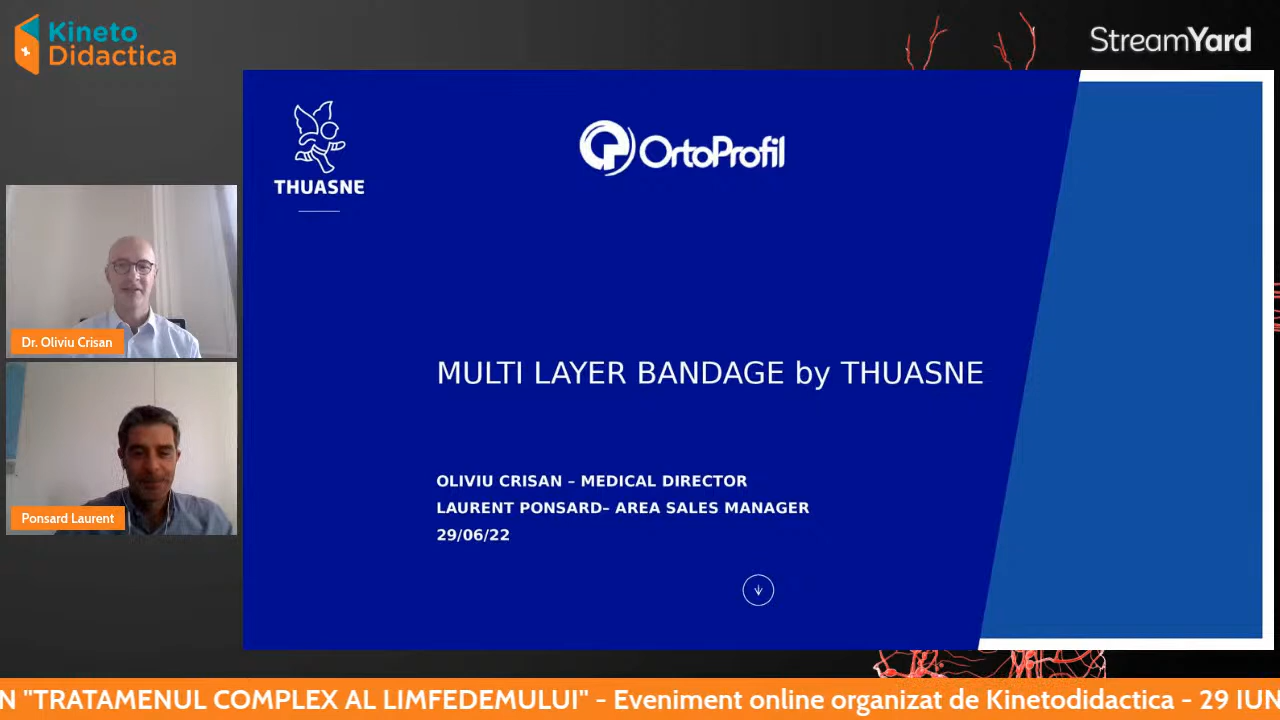 Kineto
Didactica
StreamYard
THUASNE
OrtoProfil
Dr. Oliviu Crisan
Ponsard Laurent
MULTI LAYER BANDAGE by THUASNE
OLIVIU CRISAN – MEDICAL DIRECTOR
LAURENT PONSARD– AREA SALES MANAGER
29/06/22
N "TRATAMENUL COMPLEX AL LIMFEDEMULUI" - Eveniment online organizat de Kinetodidactica - 29 IUN